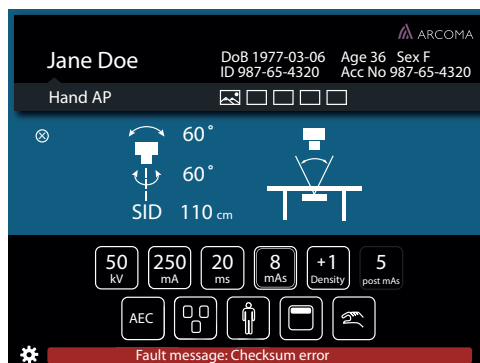 ARCOMA
Jane Doe
DoB 1977-03-06 Age 36 Sex F
ID 987-65-4320 Acc No 987-65-4320
Hand AP
60°
60°
SID 110 cm
50 250 20 8 +1 5
kV mA ms mAs Density post mAs
AEC
Fault message: Checksum error